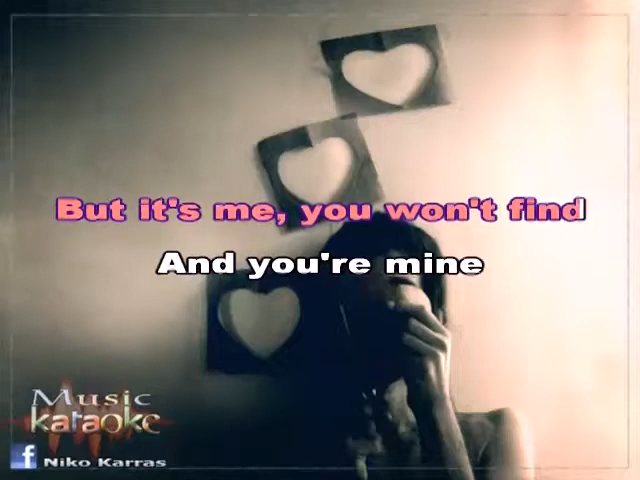 But it's me, you won't find
And you're mine
Music
karaoke
f Niko Karras